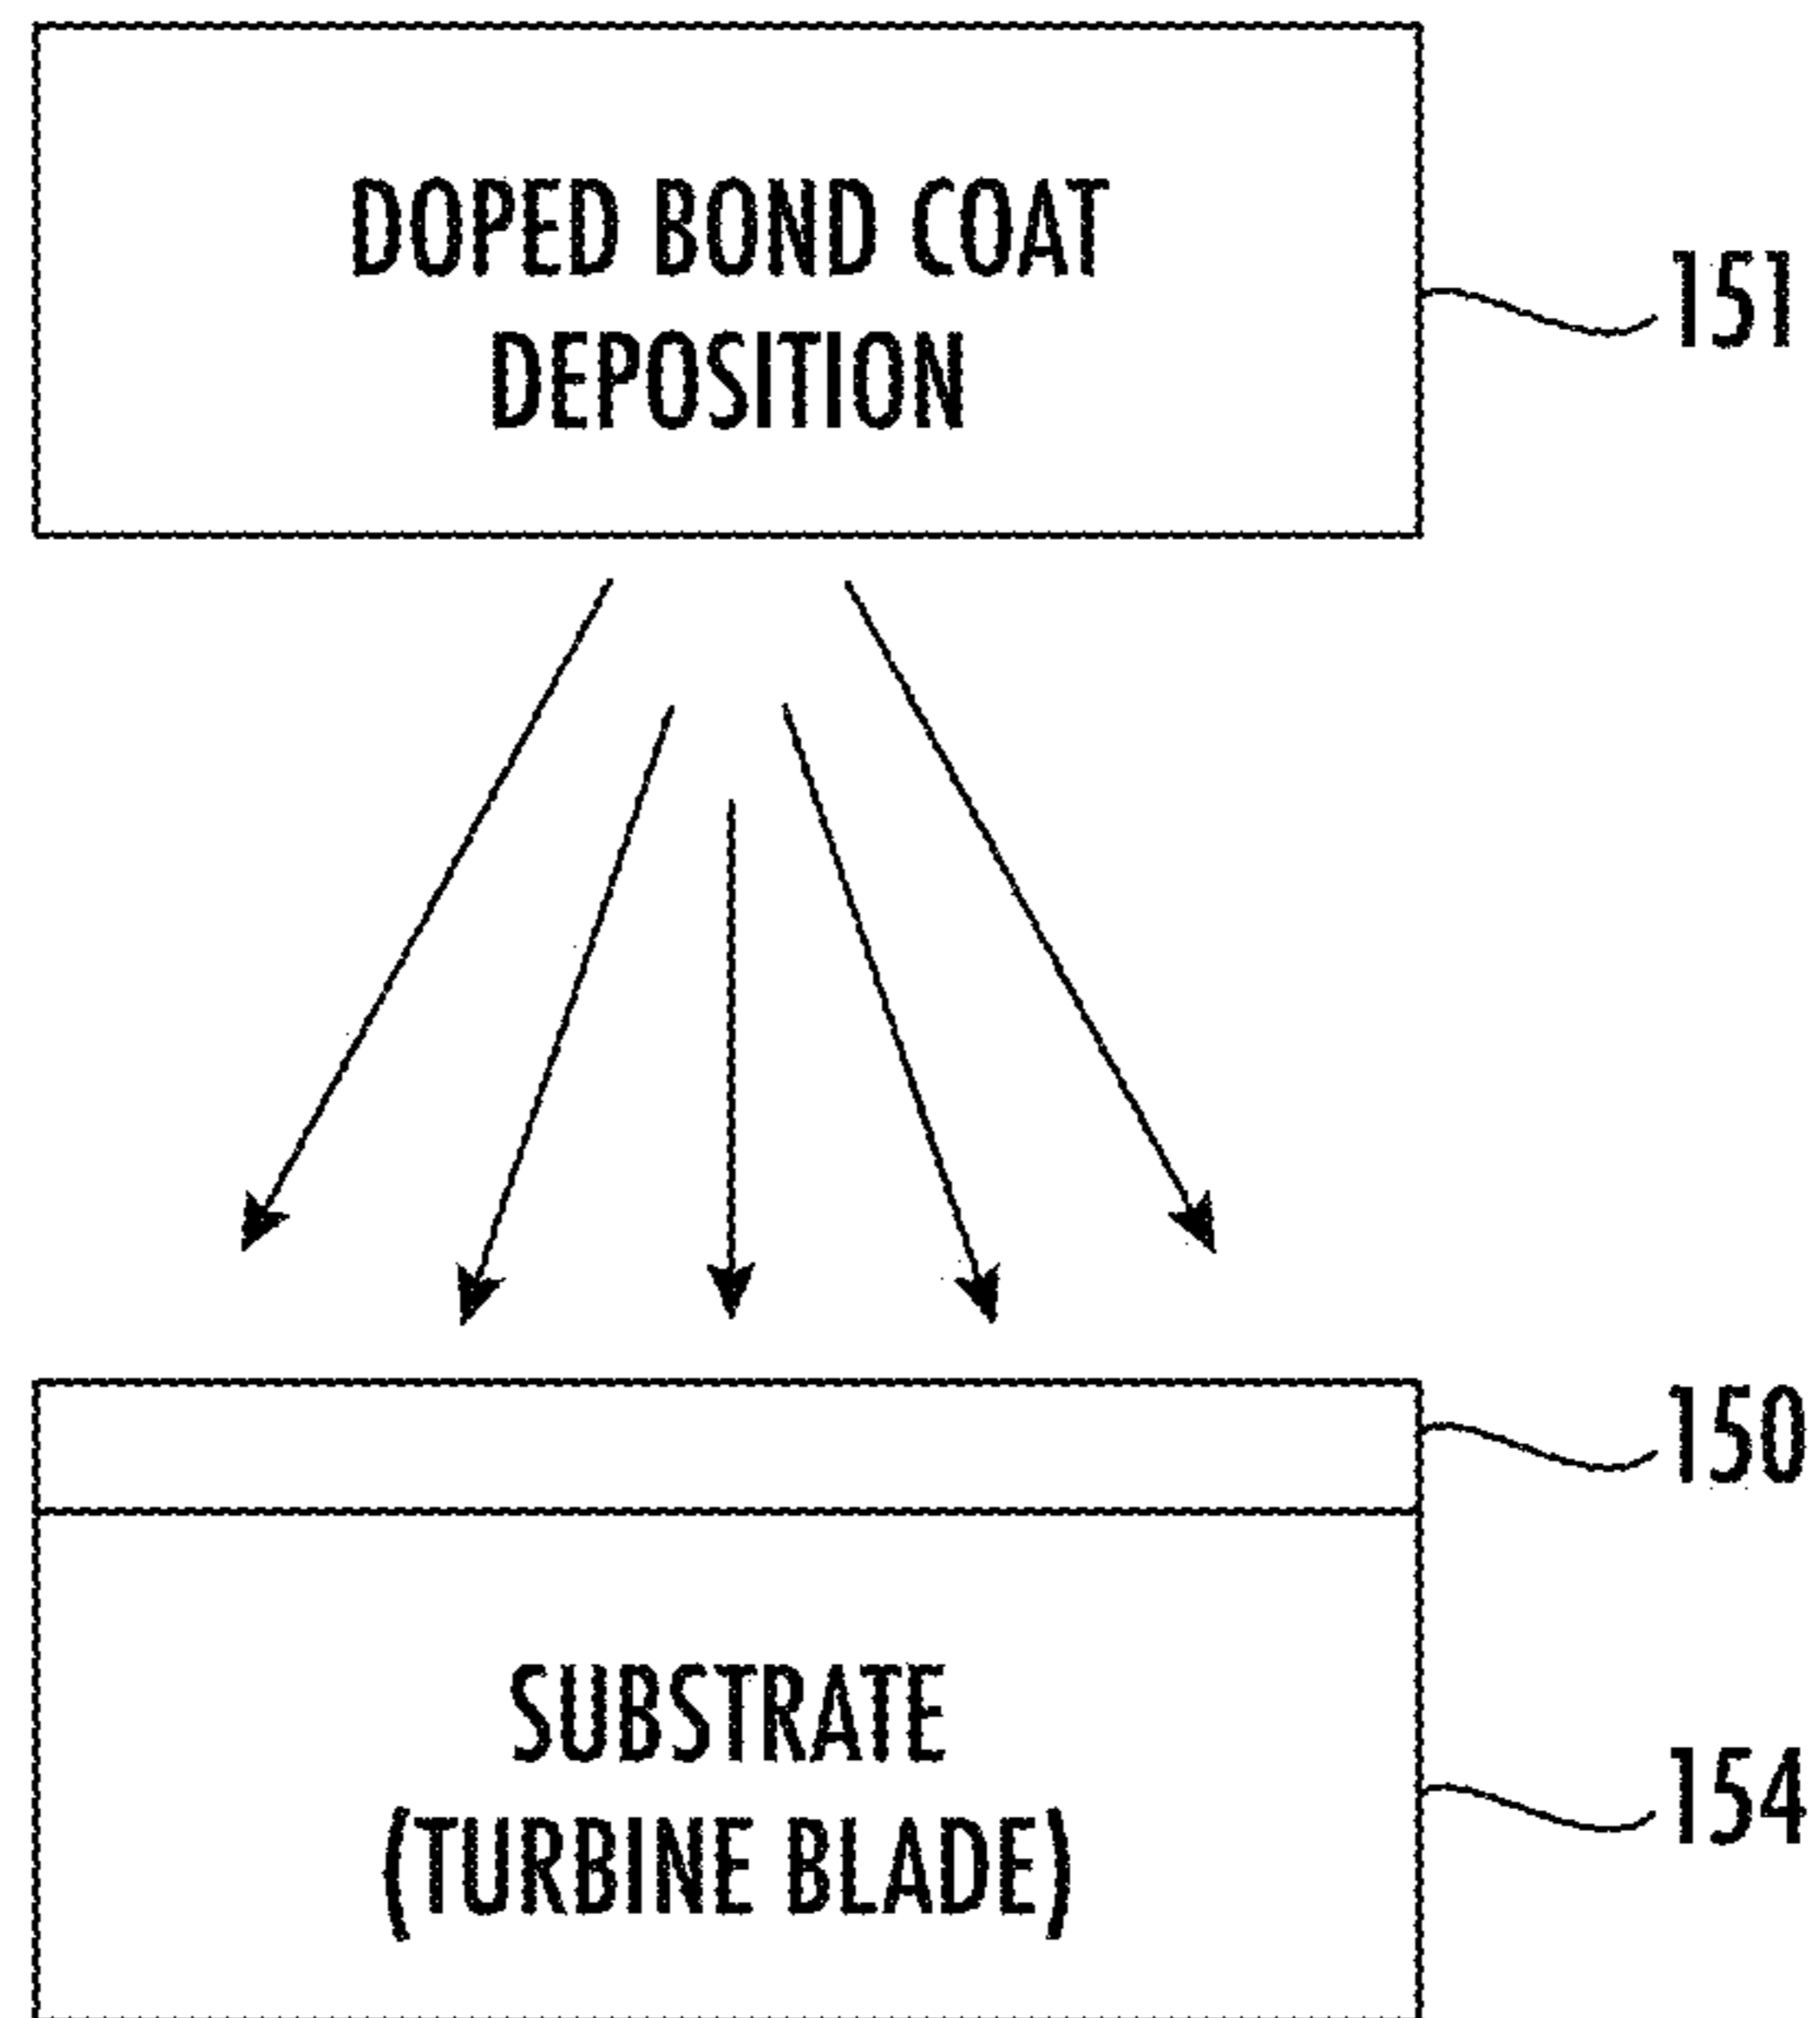 DOPED BOND COAT
DEPOSITION
151
150
SUBSTRATE
(TURBINE BLADE)
154